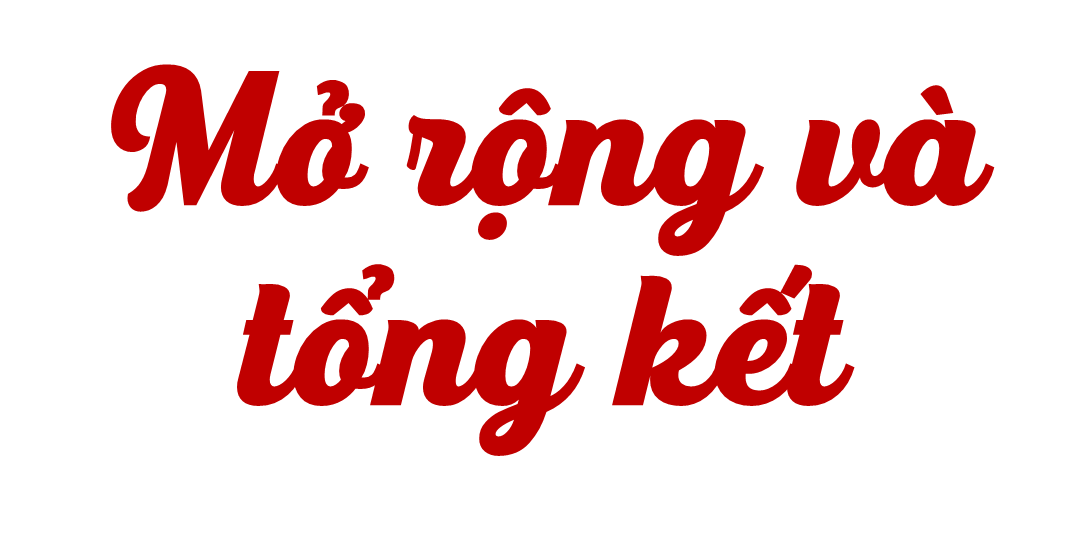 Mở rộng và
tổng kết